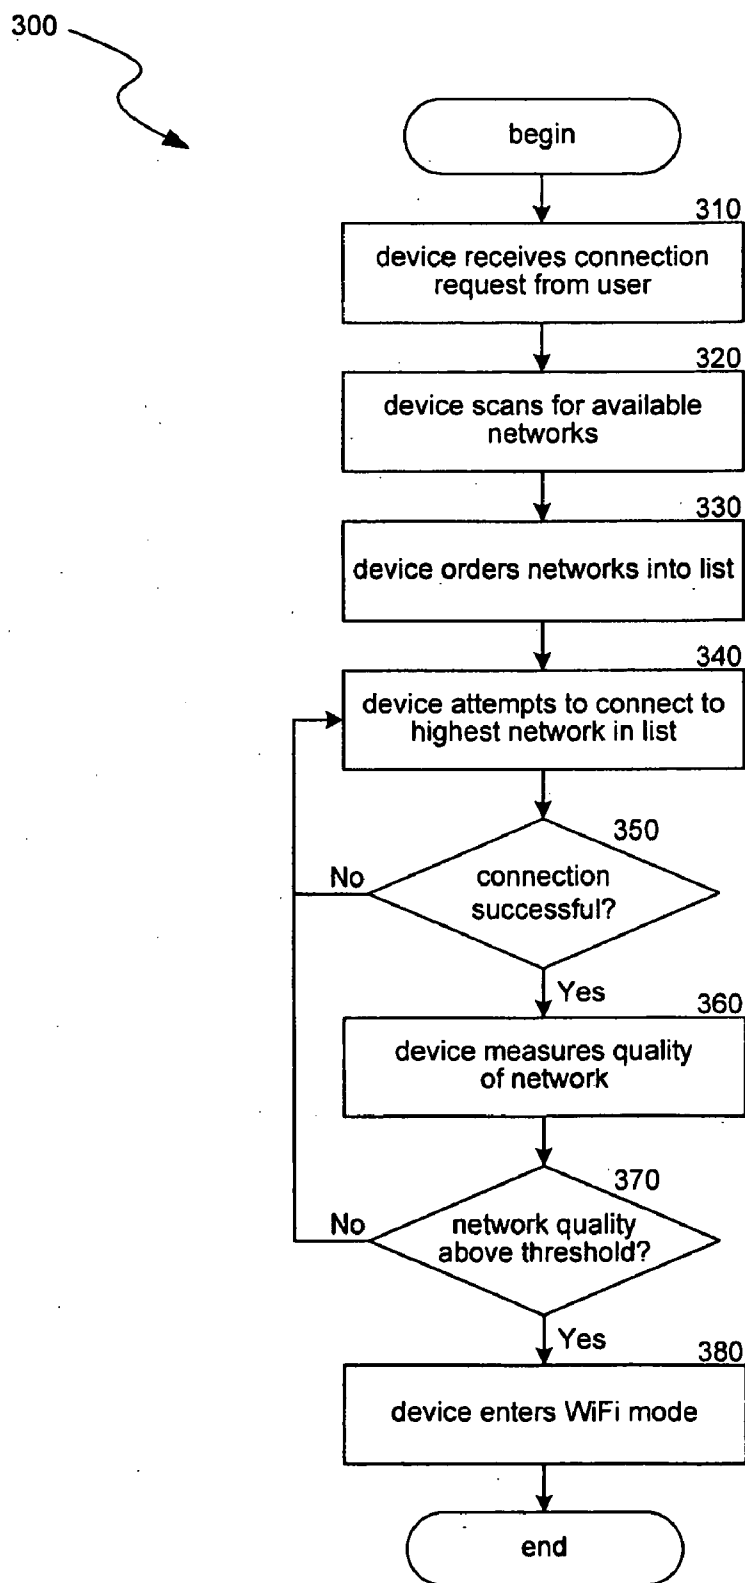 300
begin
310
device receives connection
request from user
320
device scans for available
networks
330
device orders networks into list
340
device attempts to connect to
highest network in list
350
No
connection
successful?
Yes
360
device measures quality
of network
370
No
network quality
above threshold?
Yes
380
device enters WiFi mode
end